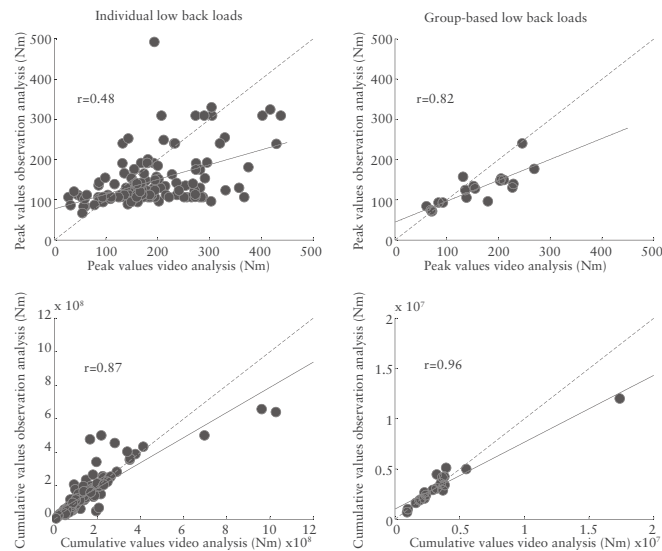 Individual low back loads
Group-based low back loads
Peak values observation analysis (Nm)
500
400
300
200
100
0
r=0.48
0 100 200 300 400 500
Peak values video analysis (Nm)
Peak values observation analysis (Nm)
500
400
300
200
100
0
r=0.82
0 100 200 300 400 500
Peak values video analysis (Nm)
Cumulative values observation analysis (Nm)
x 10⁸
12
10
8
6
4
2
0
r=0.87
0 2 4 6 8 10 12
Cumulative values video analysis (Nm) x10⁸
Cumulative values observation analysis (Nm)
x 10⁷
2
1.5
1
0.5
0
r=0.96
0 0.5 1 1.5 2
Cumulative values video analysis (Nm) x10⁷